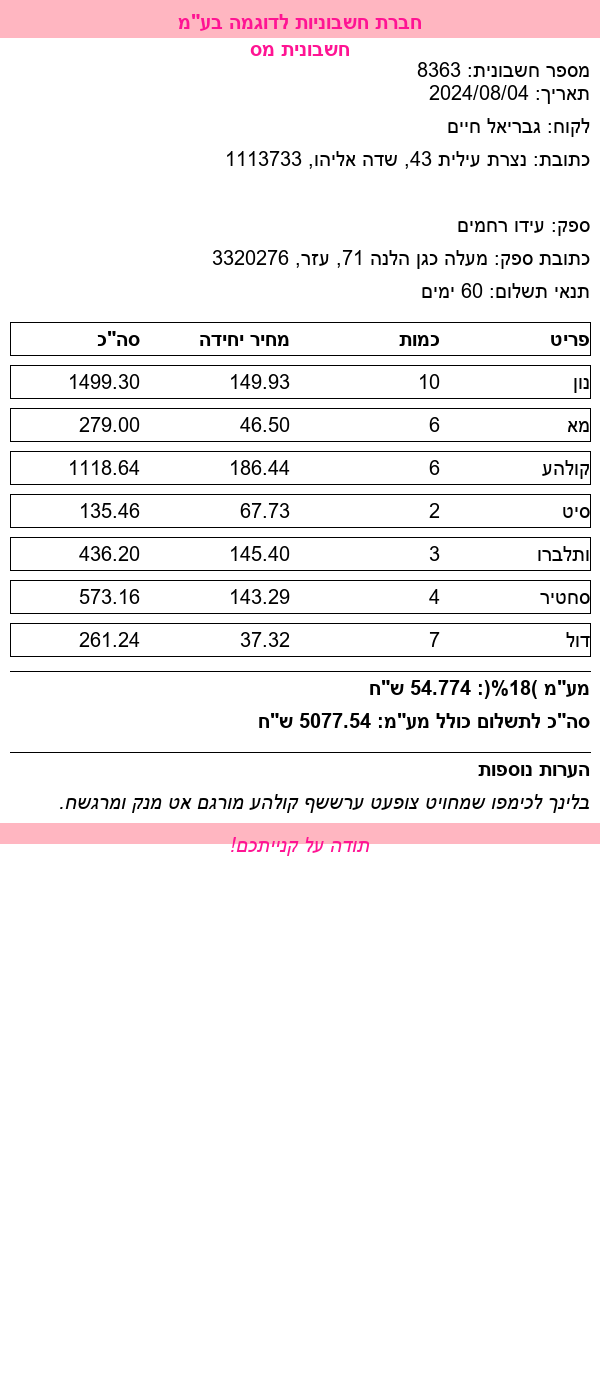 חברת חשבוניות לדוגמה בע"מ
חשבונית מס
מספר חשבונית: 8363
תאריך: 2024/08/04
לקוח: גבריאל חיים
כתובת: נצרת עילית 43, שדה אליהו, 1113733
ספק: עידו רחמים
כתובת ספק: מעלה כגן הלנה 71, עזר, 3320276
תנאי תשלום: 60 ימים
פריט כמות מחיר יחידה סה"כ
נון 10 149.93 1499.30
מא 6 46.50 279.00
קולהע 6 186.44 1118.64
סיט 2 67.73 135.46
ותלברו 3 145.40 436.20
סחטיר 4 143.29 573.16
דול 7 37.32 261.24
מע"מ )18%(: 54.774 ש"ח
סה"כ לתשלום כולל מע"מ: 5077.54 ש"ח
הערות נוספות
בלינך לכימפו שמחויט צופעט ערששף קולהע מורגם אט מנק ומרגשח.
תודה על קנייתכם!